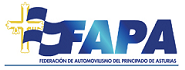 FAPA
FEDERACIÓN DE AUTOMOVILISMO DEL PRINCIPADO DE ASTURIAS